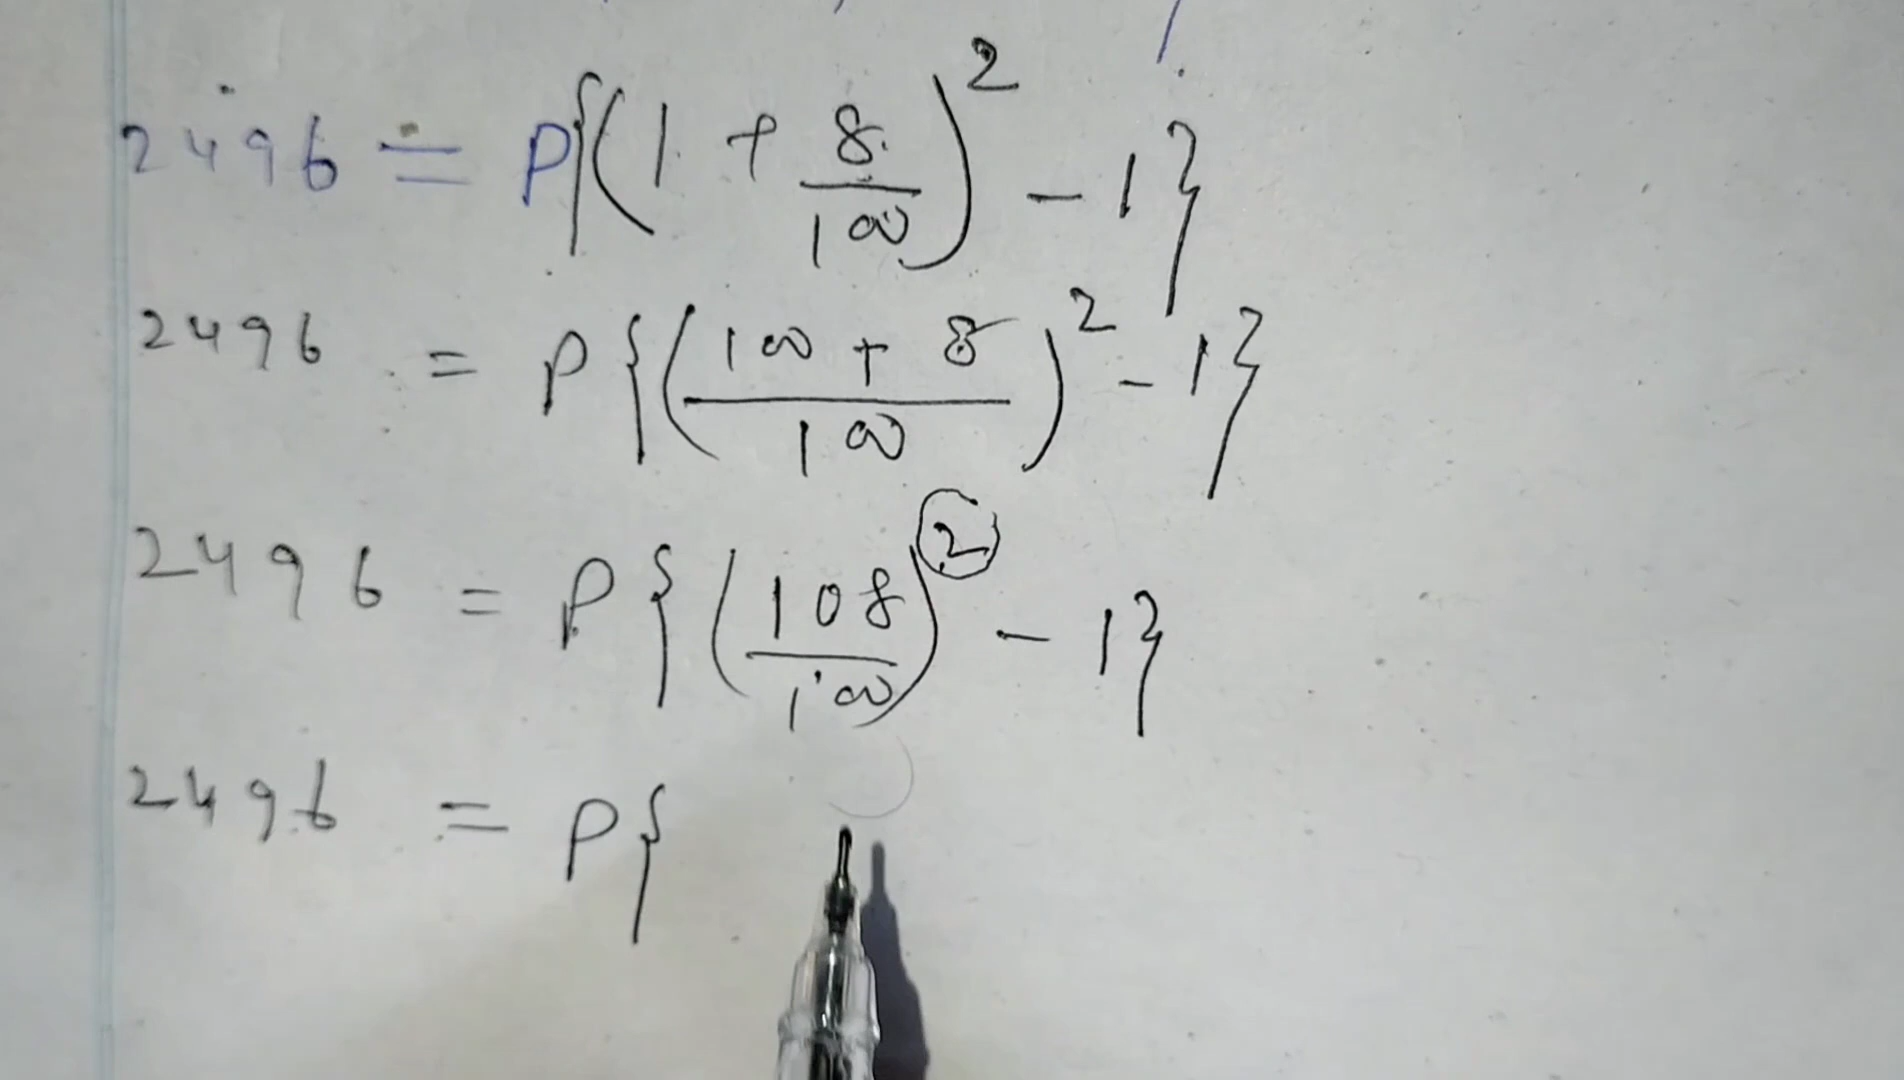 2496 = P{(1 + 8/100)² - 1}
2496 = P{(100 + 8/100)² - 1}
2496 = P{(108/100)² - 1}
2496 = P{